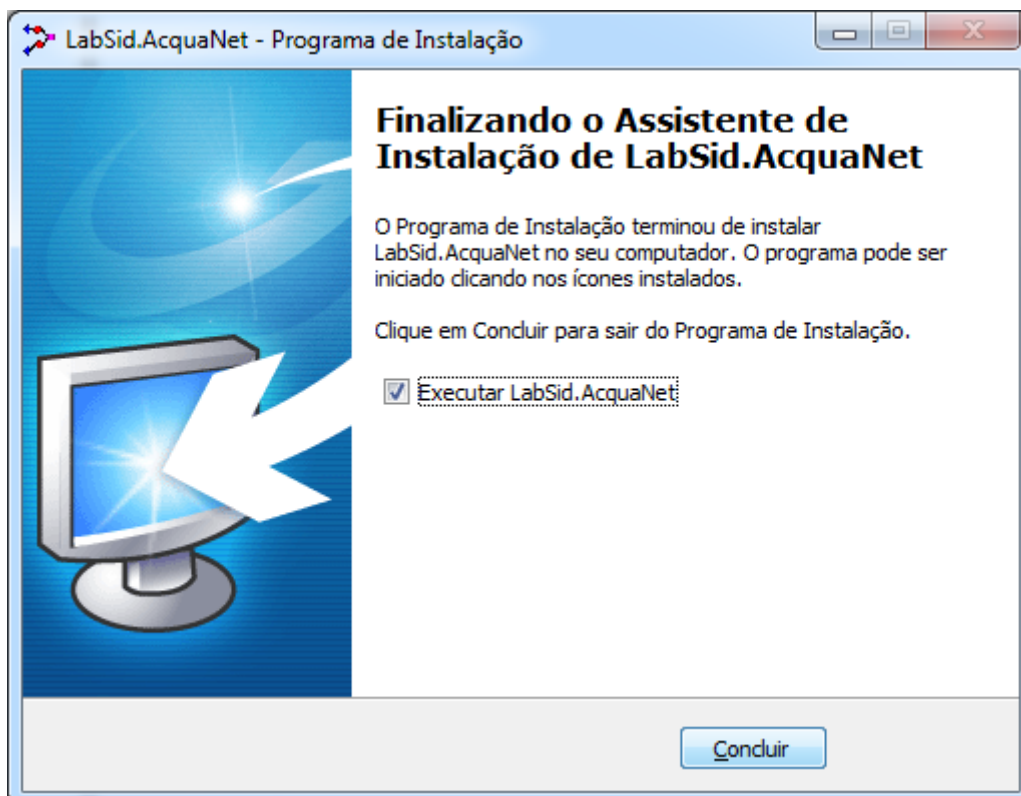 LabSid.AcquaNet - Programa de Instalação
Finalizando o Assistente de
Instalação de LabSid.AcquaNet
O Programa de Instalação terminou de instalar
LabSid.AcquaNet no seu computador. O programa pode ser
iniciado clicando nos ícones instalados.
Clique em Concluir para sair do Programa de Instalação.
Executar LabSid.AcquaNet
Concluir